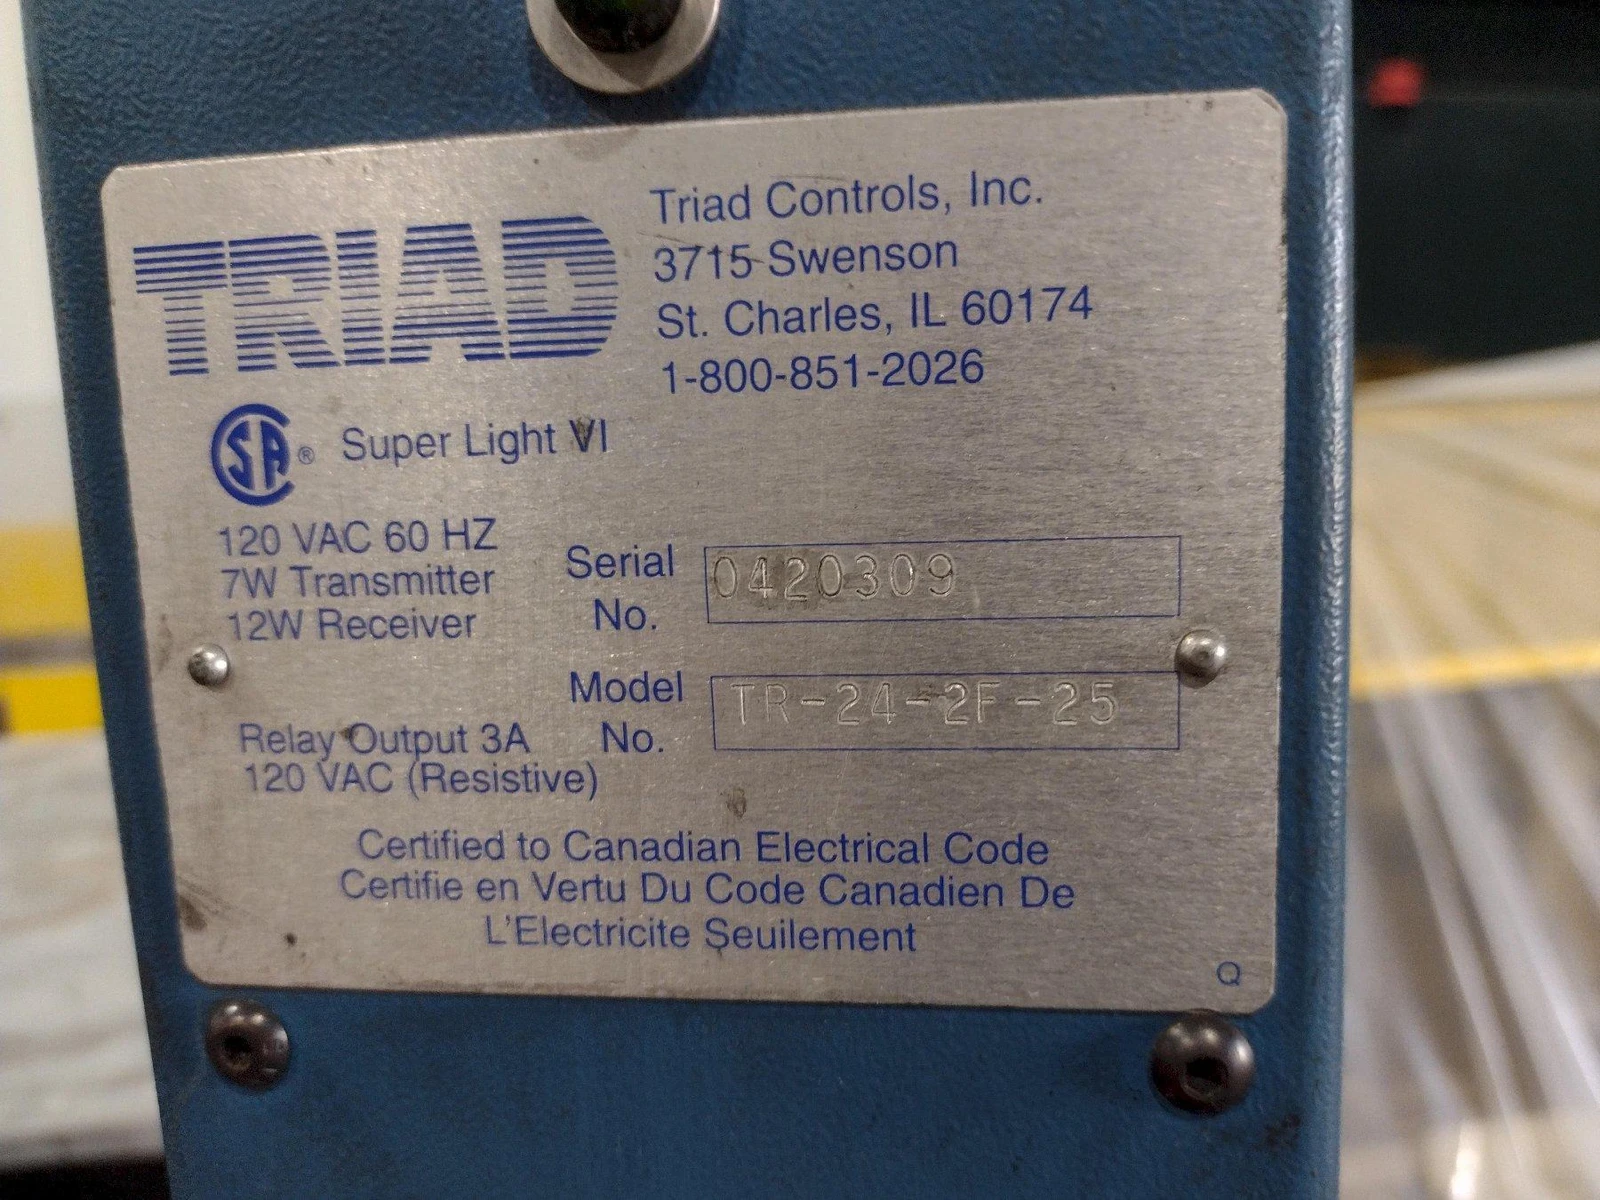 TRIAD
Triad Controls, Inc.
3715 Swenson
St. Charles, IL 60174
1-800-851-2026
SA ® Super Light VI
120 VAC 60 HZ
7W Transmitter
12W Receiver
Serial No. 0420309
Model No. TR-24-2F-25
Relay Output 3A
120 VAC (Resistive)
Certified to Canadian Electrical Code
Certifie en Vertu Du Code Canadien De
L'Electricite Seuilement
Q